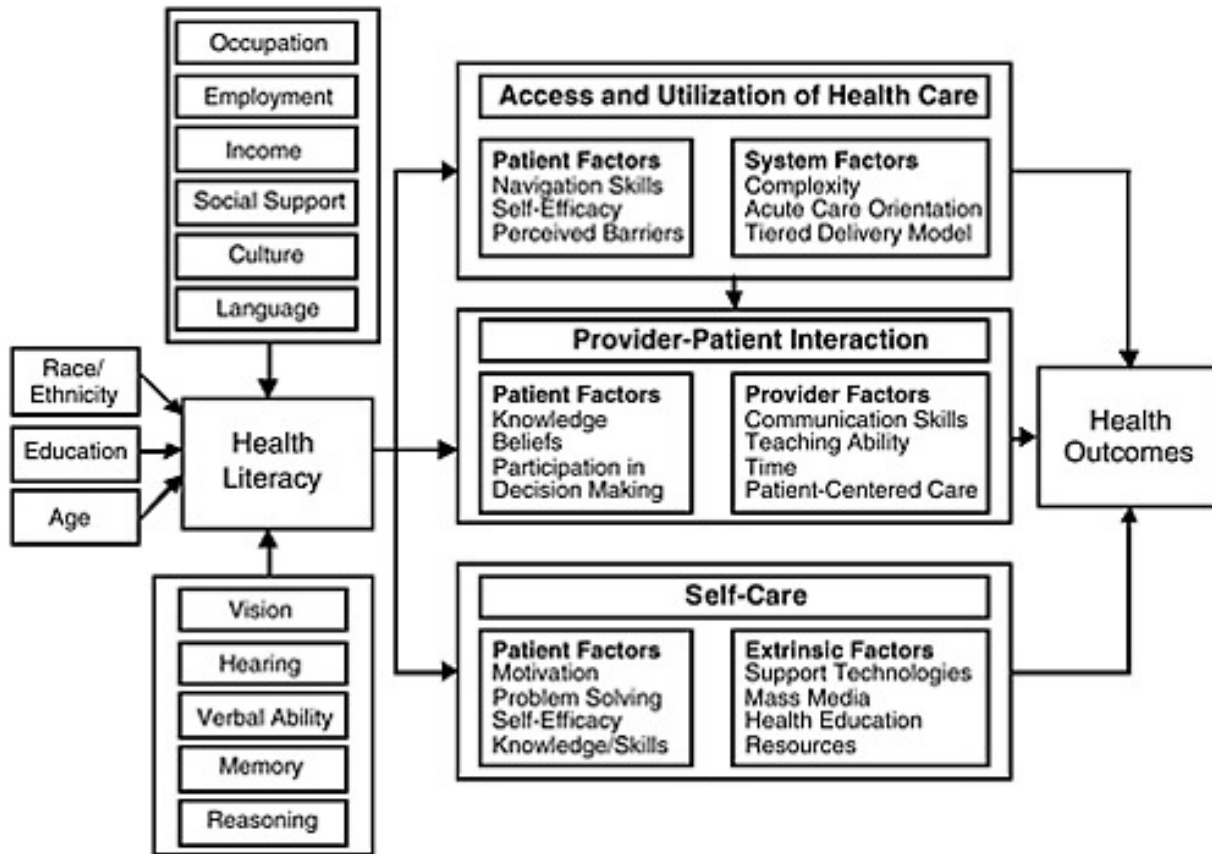 Occupation
Employment
Income
Social Support
Culture
Language
Race/
Ethnicity
Education
Age
Health
Literacy
Vision
Hearing
Verbal Ability
Memory
Reasoning
Access and Utilization of Health Care
Patient Factors
Navigation Skills
Self-Efficacy
Perceived Barriers
System Factors
Complexity
Acute Care Orientation
Tiered Delivery Model
Provider-Patient Interaction
Patient Factors
Knowledge
Beliefs
Participation in
Decision Making
Provider Factors
Communication Skills
Teaching Ability
Time
Patient-Centered Care
Self-Care
Patient Factors
Motivation
Problem Solving
Self-Efficacy
Knowledge/Skills
Extrinsic Factors
Support Technologies
Mass Media
Health Education
Resources
Health
Outcomes